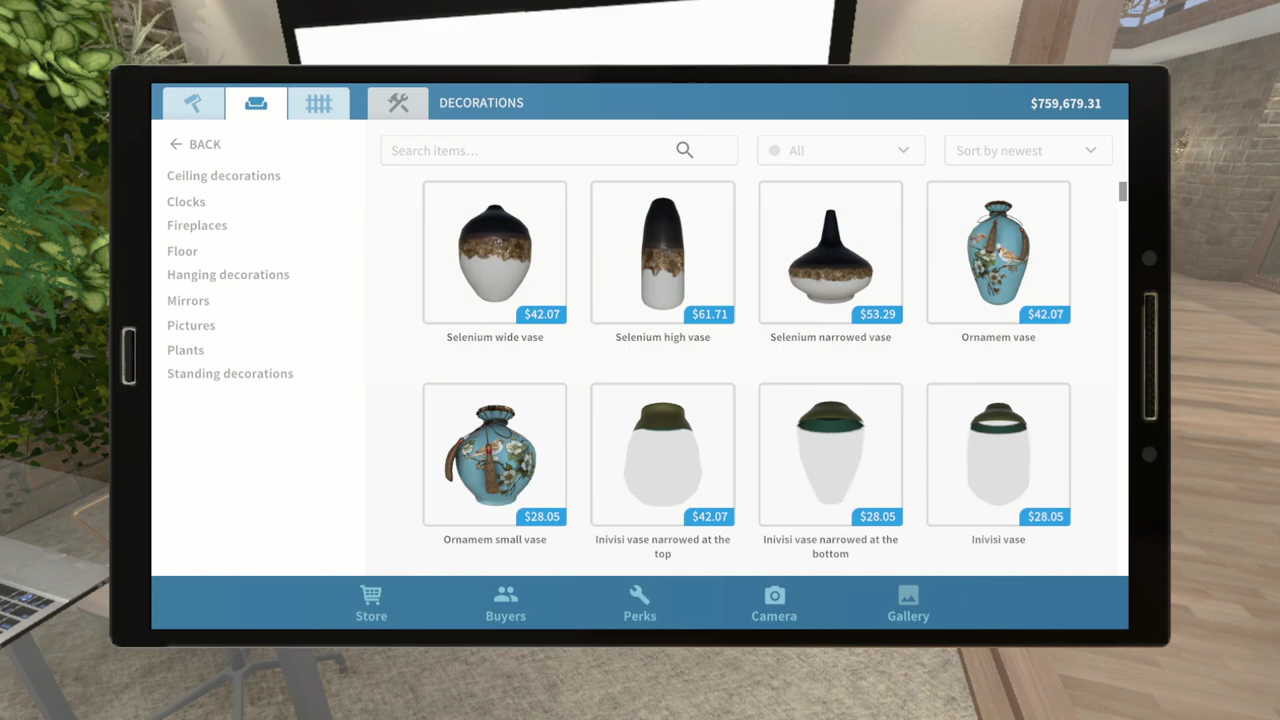 DECORATIONS
$759,679.31
BACK
Search items...
All
Sort by newest
Ceiling decorations
Clocks
Fireplaces
Floor
Hanging decorations
Mirrors
Pictures
Plants
Standing decorations
$42.07
$61.71
$53.29
$42.07
Selenium wide vase
Selenium high vase
Selenium narrowed vase
Ornamem vase
$28.05
$42.07
$28.05
$28.05
Ornamem small vase
Inivisi vase narrowed at the
top
Inivisi vase narrowed at the
bottom
Inivisi vase
Store
Buyers
Perks
Camera
Gallery